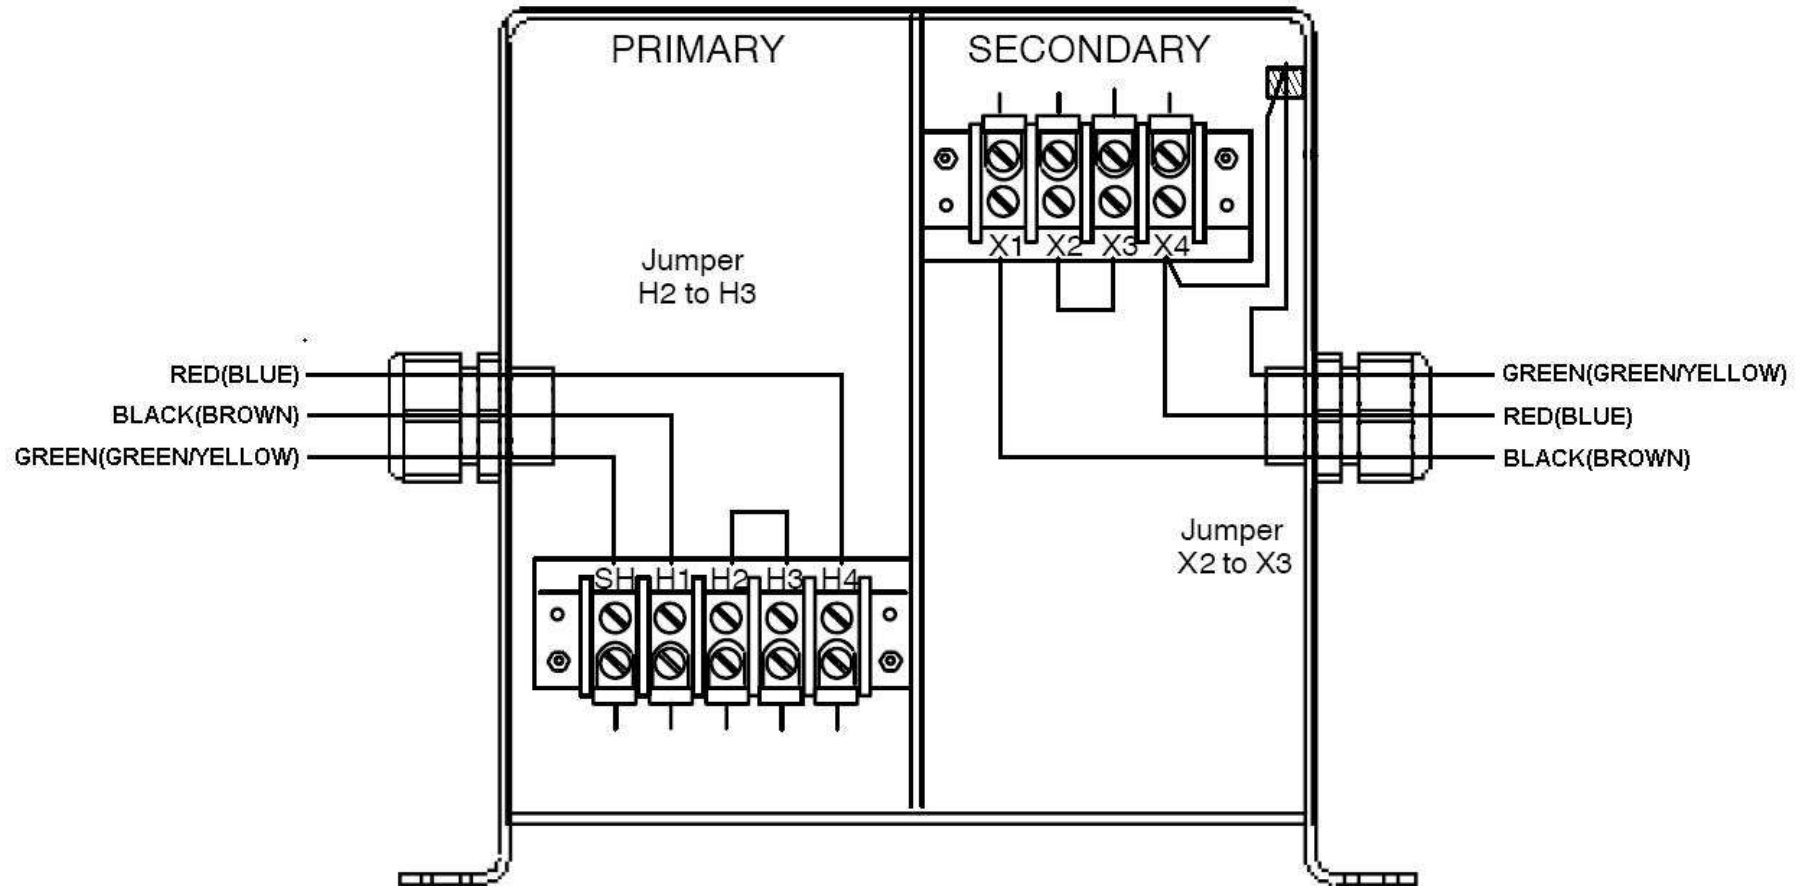 PRIMARY
SECONDARY
X1 X2 X3 X4
Jumper
H2 to H3
RED(BLUE)
BLACK(BROWN)
GREEN(GREEN/YELLOW)
GREEN(GREEN/YELLOW)
RED(BLUE)
BLACK(BROWN)
Jumper
X2 to X3
SH H1 H2 H3 H4